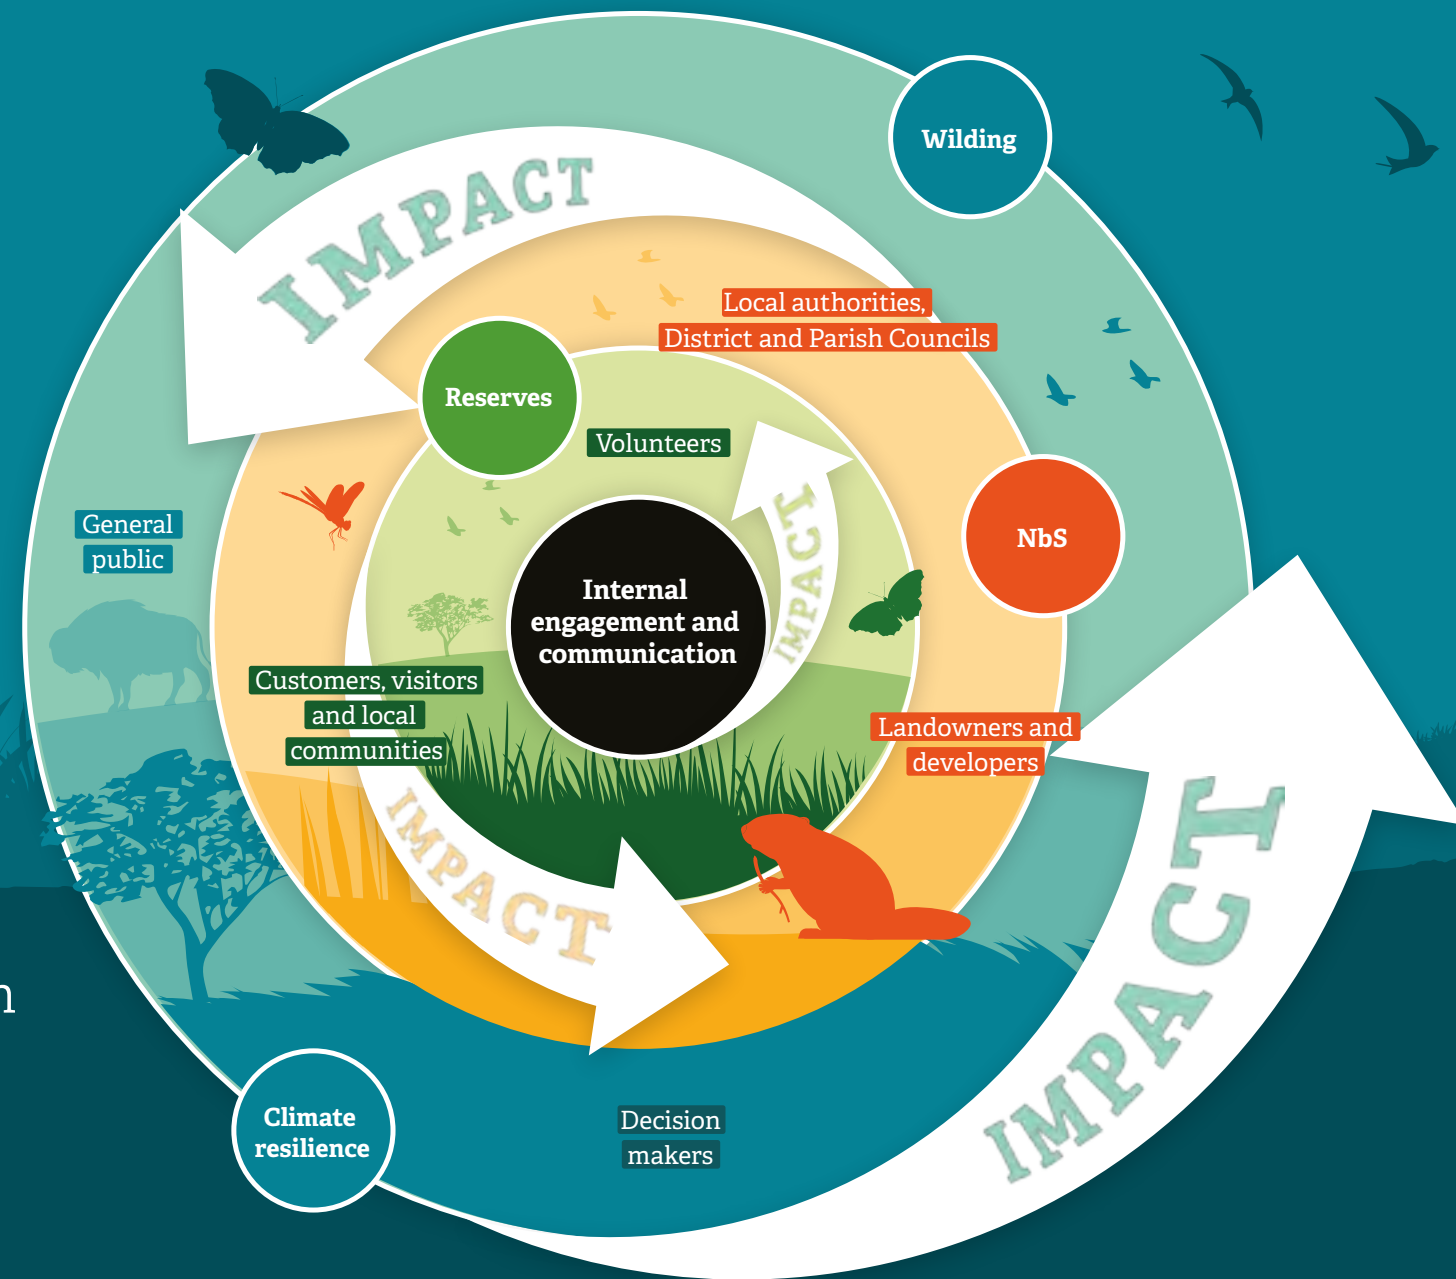 Wilding
IMPACT
Local authorities,
District and Parish Councils
Reserves
Volunteers
General
public
NbS
IMPACT
Internal
engagement and
communication
Customers, visitors
and local
communities
Landowners and
developers
IMPACT
IMPACT
n
Climate
resilience
Decision
makers